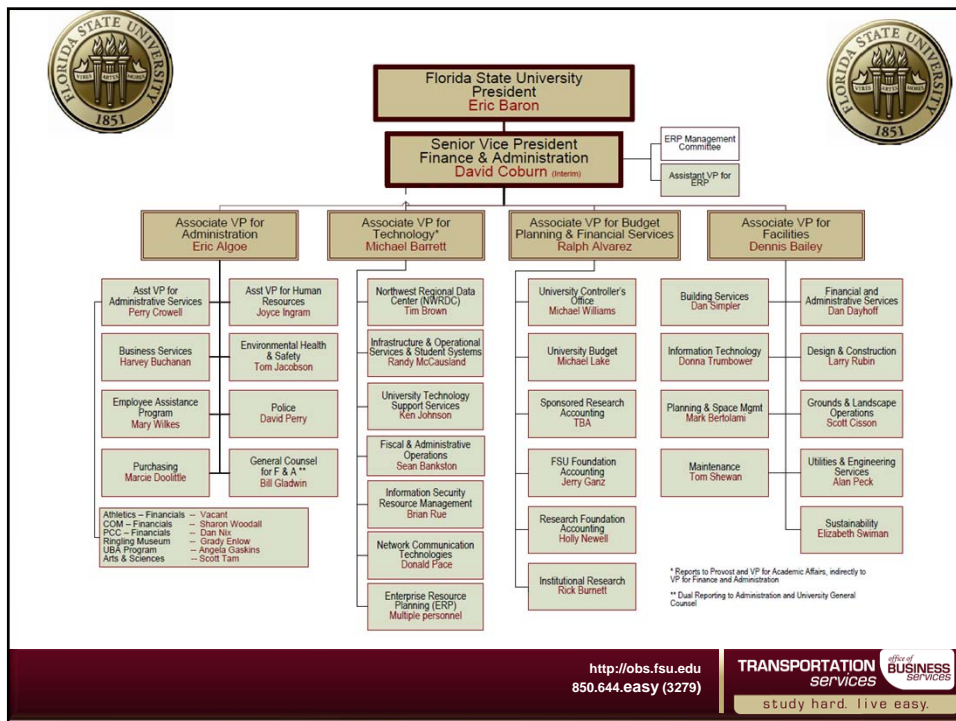 FLORIDA STATE UNIVERSITY
VIRES ARTES MORES
1851
FLORIDA STATE UNIVERSITY
VIRES ARTES MORES
1851
Florida State University
President
Eric Baron
Senior Vice President
Finance & Administration
David Coburn (Interim)
ERP Management
Committee
Assistant VP for
ERP
Associate VP for
Administration
Eric Algoe
Associate VP for
Technology*
Michael Barrett
Associate VP for Budget
Planning & Financial Services
Ralph Alvarez
Associate VP for
Facilities
Dennis Bailey
Asst VP for
Administrative Services
Perry Crowell
Asst VP for Human
Resources
Joyce Ingram
Business Services
Harvey Buchanan
Environmental Health
& Safety
Tom Jacobson
Employee Assistance
Program
Mary Wilkes
Police
David Perry
Purchasing
Marcie Doolittle
General Counsel
for F & A **
Bill Gladwin
Athletics – Financials -- Vacant
COM – Financials -- Sharon Woodall
PCC – Financials -- Dan Nix
Ringling Museum -- Grady Enlow
UBA Program -- Angela Gaskins
Arts & Sciences -- Scott Tam
Northwest Regional Data
Center (NWRDC)
Tim Brown
Infrastructure & Operational
Services & Student Systems
Randy McCausland
University Technology
Support Services
Ken Johnson
Fiscal & Administrative
Operations
Sean Bankston
Information Security
Resource Management
Brian Rue
Network Communication
Technologies
Donald Pace
Enterprise Resource
Planning (ERP)
Multiple personnel
University Controller's
Office
Michael Williams
University Budget
Michael Lake
Sponsored Research
Accounting
TBA
FSU Foundation
Accounting
Jerry Ganz
Research Foundation
Accounting
Holly Newell
Institutional Research
Rick Burnett
Building Services
Dan Simpler
Financial and
Administrative Services
Dan Dayhoff
Information Technology
Donna Trumbower
Design & Construction
Larry Rubin
Planning & Space Mgmt
Mark Bertolami
Grounds & Landscape
Operations
Scott Cisson
Maintenance
Tom Shewan
Utilities & Engineering
Services
Alan Peck
Sustainability
Elizabeth Swiman
* Reports to Provost and VP for Academic Affairs, indirectly to
VP for Finance and Administration
** Dual Reporting to Administration and University General
Counsel
http://obs.fsu.edu
850.644.easy (3279)
TRANSPORTATION
services
office of
BUSINESS
services
study hard. live easy.